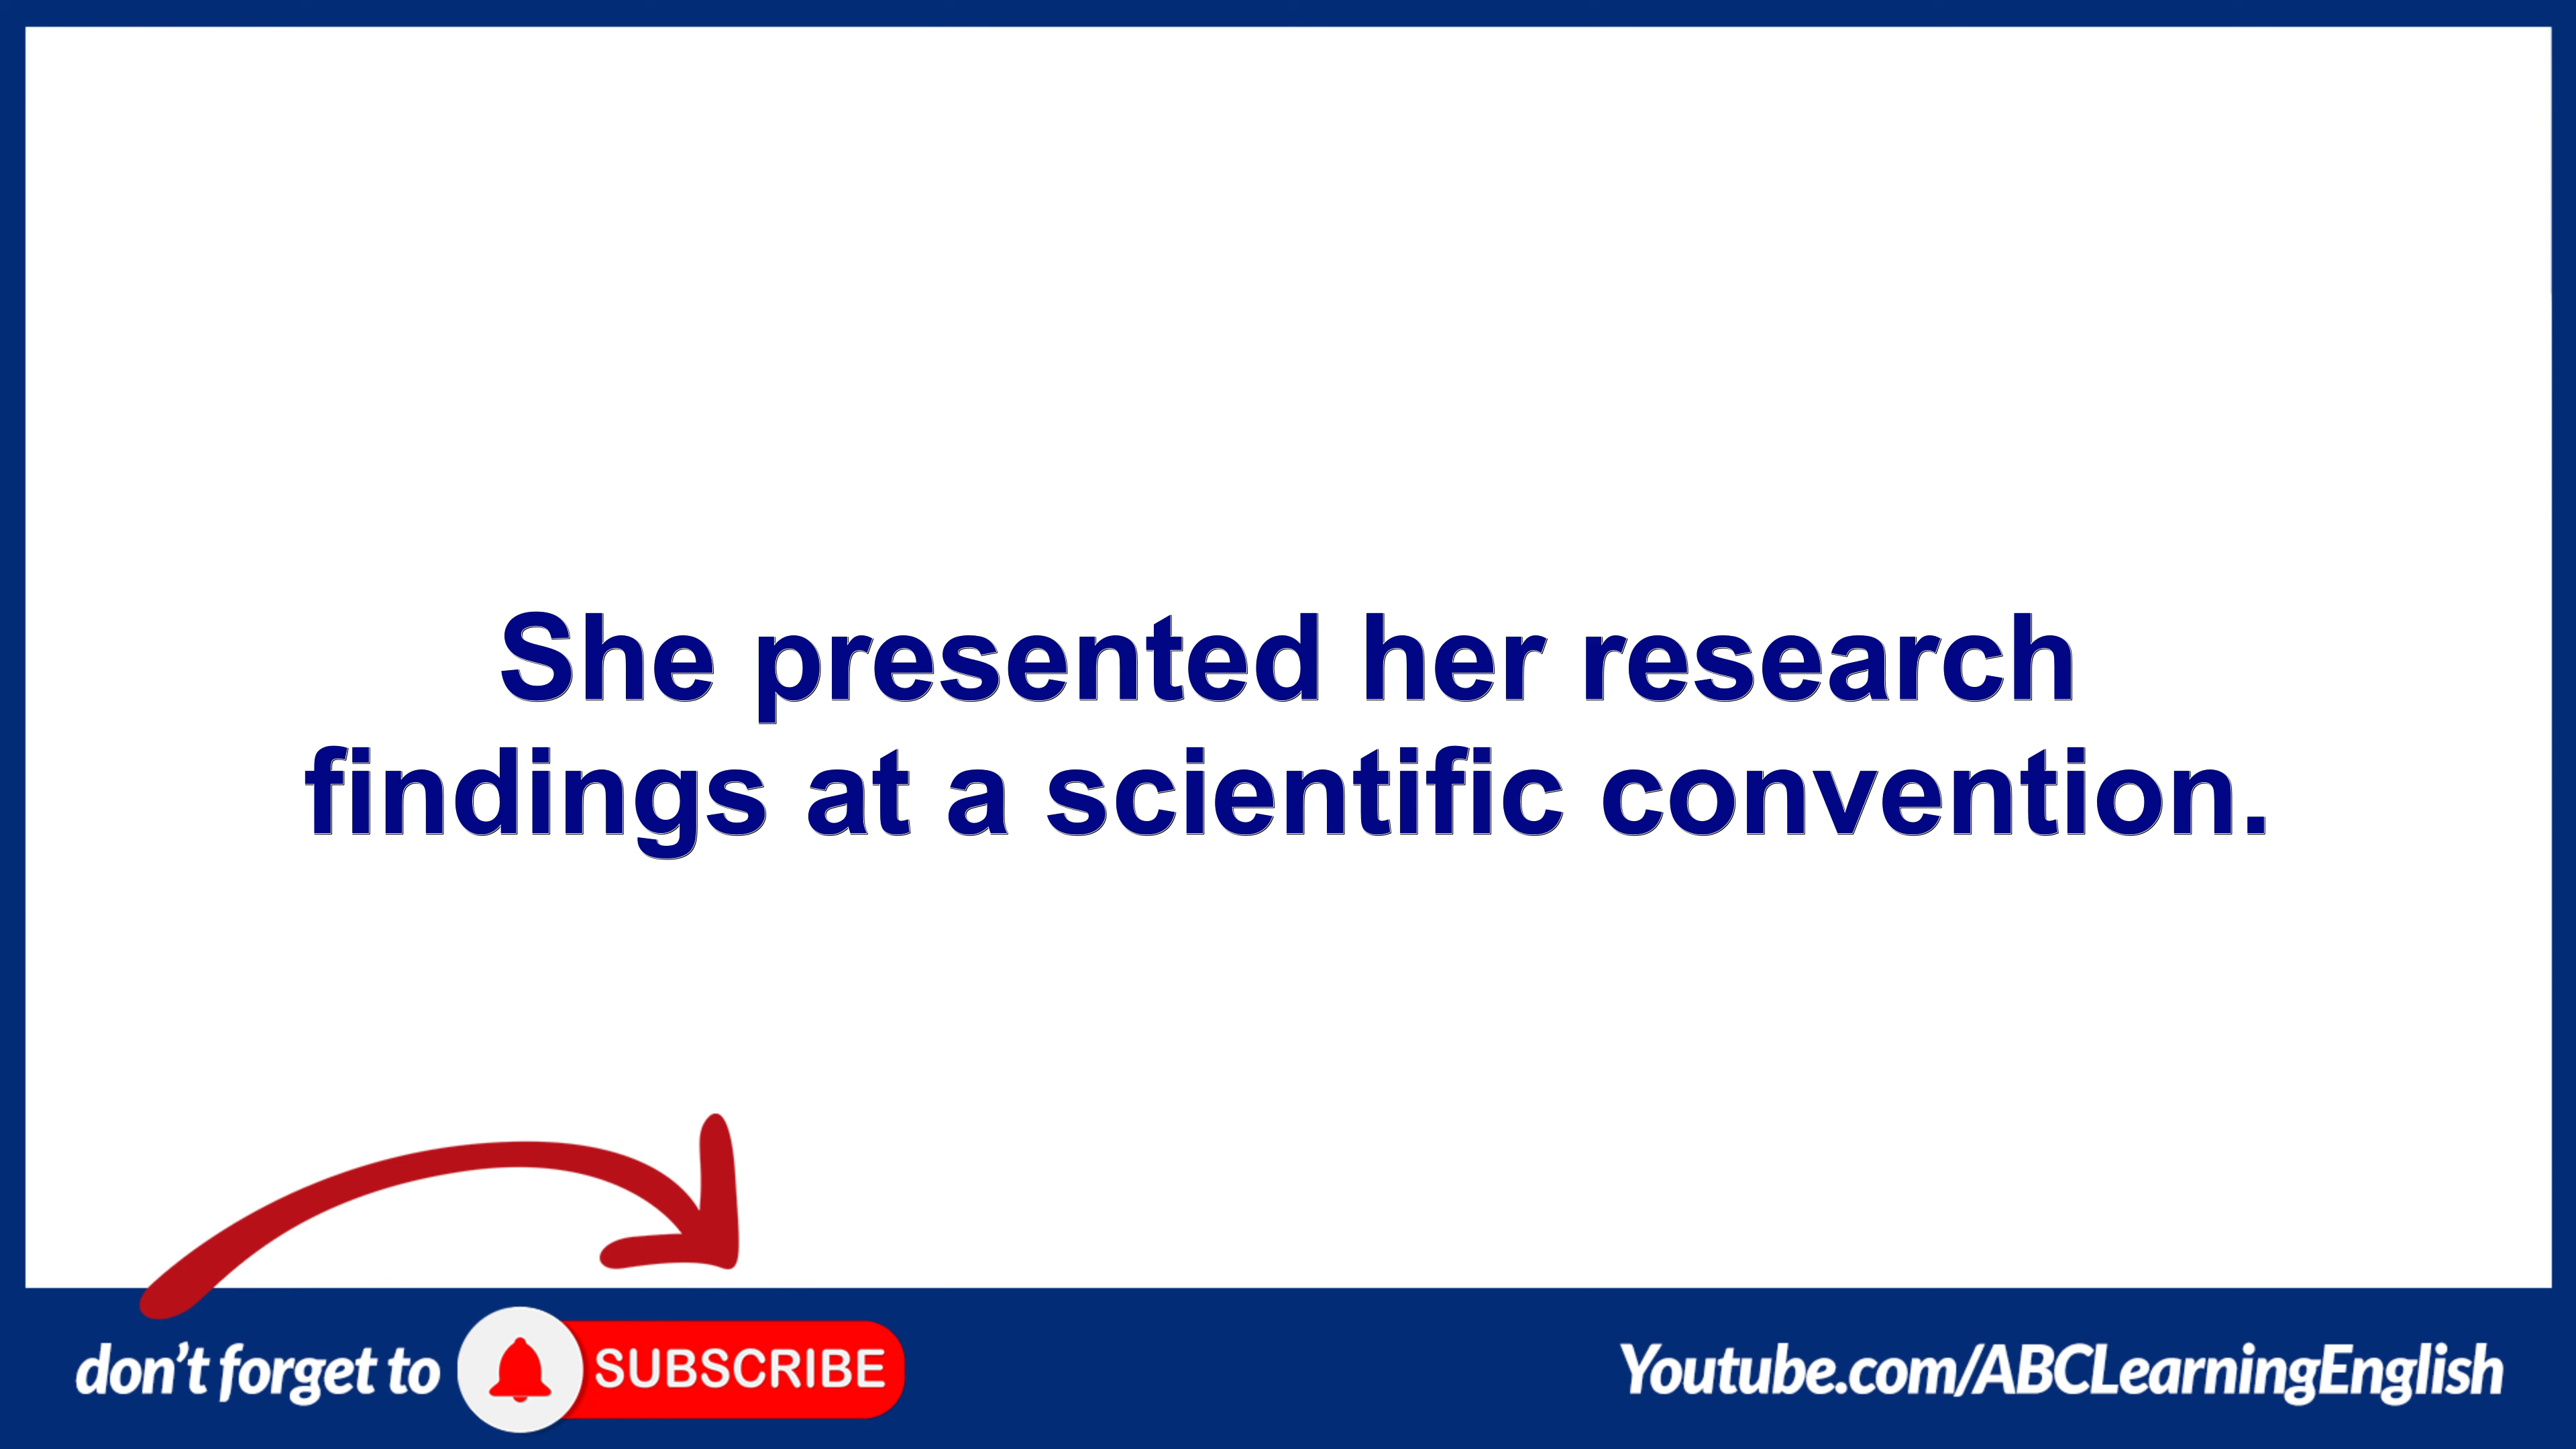 She presented her research
findings at a scientific convention.
don't forget to SUBSCRIBE
Youtube.com/ABCLearningEnglish